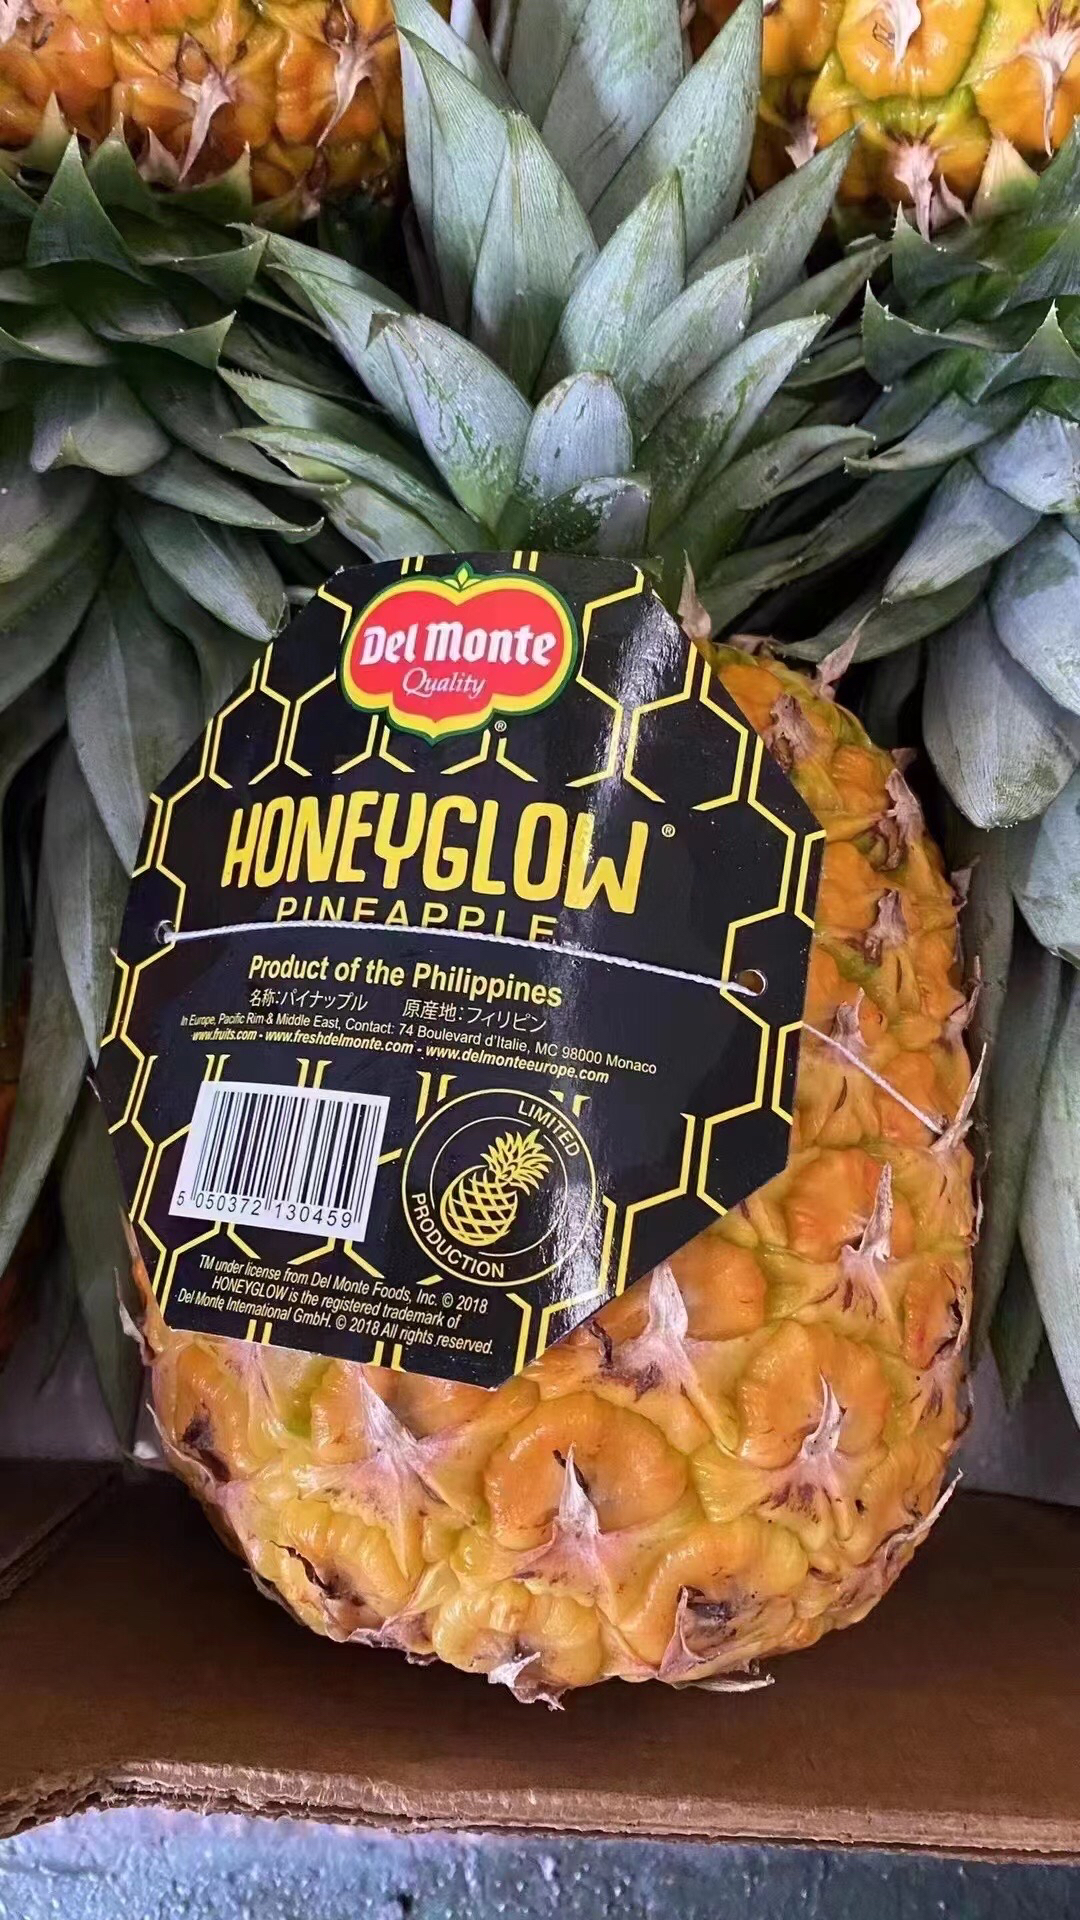 Del Monte
Quality
®
HONEYGLOW®
PINEAPPLE
Product of the Philippines
名称:パイナップル 原産地:フィリピン
In Europe, Pacific Rim & Middle East, Contact: 74 Boulevard d'Italie, MC 98000 Monaco
www.fruits.com - www.freshdelmonte.com - www.delmonteeurope.com
5 050372 130459
LIMITED
PRODUCTION
TM under license from Del Monte Foods, Inc. © 2018
HONEYGLOW is the registered trademark of
Del Monte International GmbH. © 2018 All rights reserved.